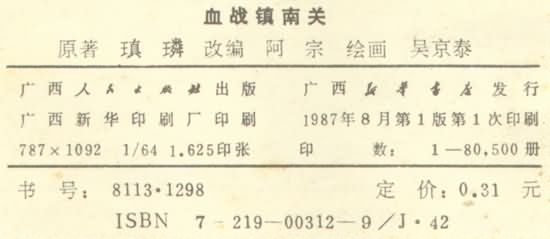 血战镇南关
原著 瑱 璘 改编 阿 宗 绘画 吴京泰
广西人民出版社出版 广西新华书店发行
广西新华印刷厂印刷 1987年8月第1版第1次印刷
787×1092 1/64 1.625印张 印 数: 1—80,500册
书 号: 8113·1298 定 价: 0.31 元
ISBN 7-219-00312-9/J·42